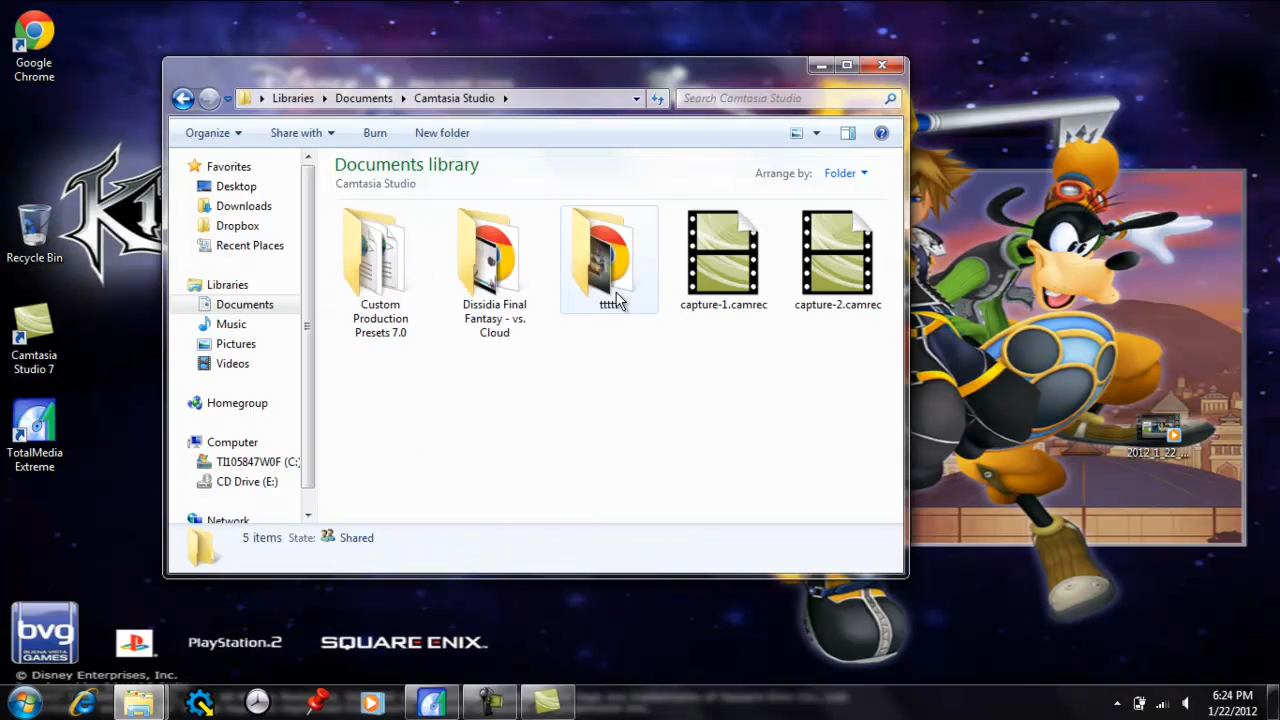 Google
Chrome
Recycle Bin
Camtasia
Studio 7
TotalMedia
Extreme
Libraries
Documents
Camtasia Studio
Search Camtasia Studio
Organize
Share with
Burn
New folder
Favorites
Desktop
Downloads
Dropbox
Recent Places
Libraries
Documents
Music
Pictures
Videos
Homegroup
Computer
TI105847W0F (C:)
CD Drive (E:)
Network
Documents library
Camtasia Studio
Arrange by:
Folder
Custom
Production
Presets 7.0
Dissidia Final
Fantasy - vs.
Cloud
capture-1.camrec
capture-2.camrec
5 items
State:
Shared
2012_1_22_...
bvg
BUENA VISTA
GAMES
PlayStation.2
SQUARE ENIX
© Disney Enterprises, Inc.
6:24 PM
1/22/2012